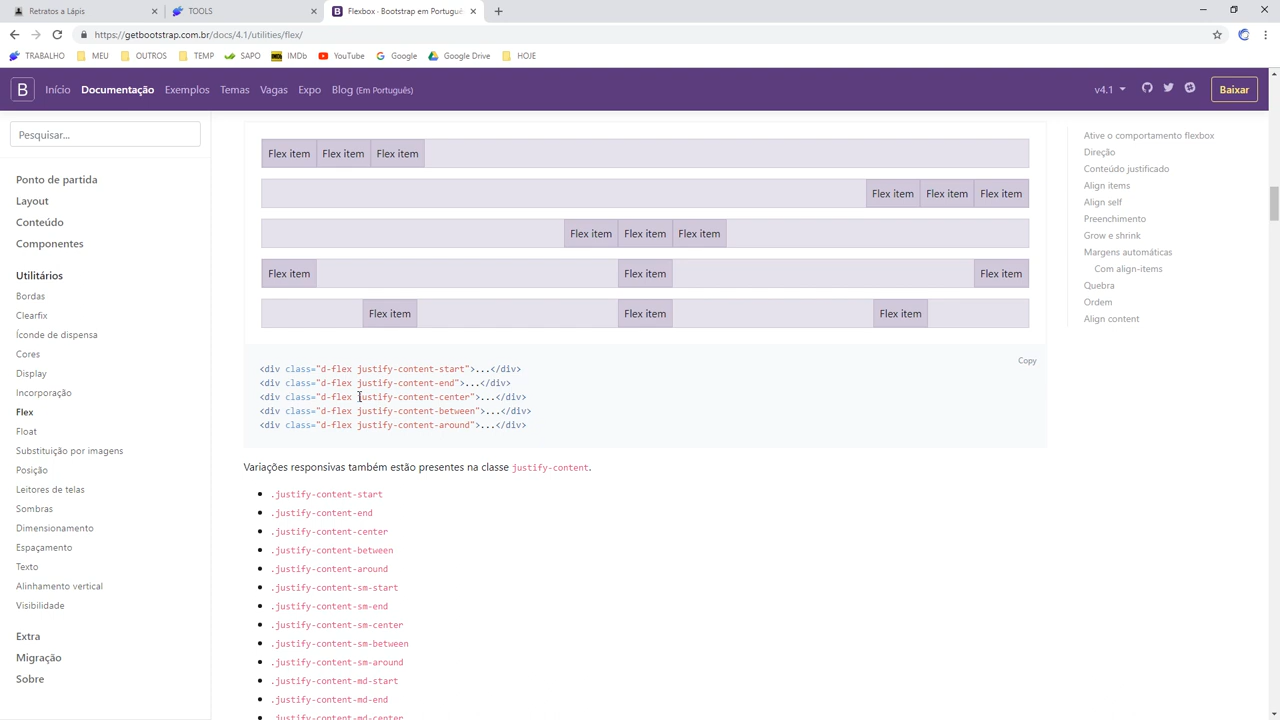 Retratos a Lápis
TOOLS
Flexbox · Bootstrap em Portugu
https://getbootstrap.com.br/docs/4.1/utilities/flex/
TRABALHO MEU OUTROS TEMP SAPO IMDb YouTube Google Google Drive HOJE
B Início Documentação Exemplos Temas Vagas Expo Blog (Em Português) v4.1 Baixar
Pesquisar...
Ponto de partida
Layout
Conteúdo
Componentes
Utilitários
Bordas
Clearfix
Ícone de dispensa
Cores
Display
Incorporação
Flex
Float
Substituição por imagens
Posição
Leitores de telas
Sombras
Dimensionamento
Espaçamento
Texto
Alinhamento vertical
Visibilidade
Extra
Migração
Sobre
Flex item Flex item Flex item
Flex item Flex item Flex item
Flex item Flex item Flex item
Flex item Flex item Flex item
Flex item Flex item Flex item
Copy
<div class="d-flex justify-content-start">...</div>
<div class="d-flex justify-content-end">...</div>
<div class="d-flex justify-content-center">...</div>
<div class="d-flex justify-content-between">...</div>
<div class="d-flex justify-content-around">...</div>
Variações responsivas também estão presentes na classe justify-content.
.justify-content-start
.justify-content-end
.justify-content-center
.justify-content-between
.justify-content-around
.justify-content-sm-start
.justify-content-sm-end
.justify-content-sm-center
.justify-content-sm-between
.justify-content-sm-around
.justify-content-md-start
.justify-content-md-end
.justify-content-md-center
Ative o comportamento flexbox
Direção
Conteúdo justificado
Align items
Align self
Preenchimento
Grow e shrink
Margens automáticas
Com align-items
Quebra
Ordem
Align content